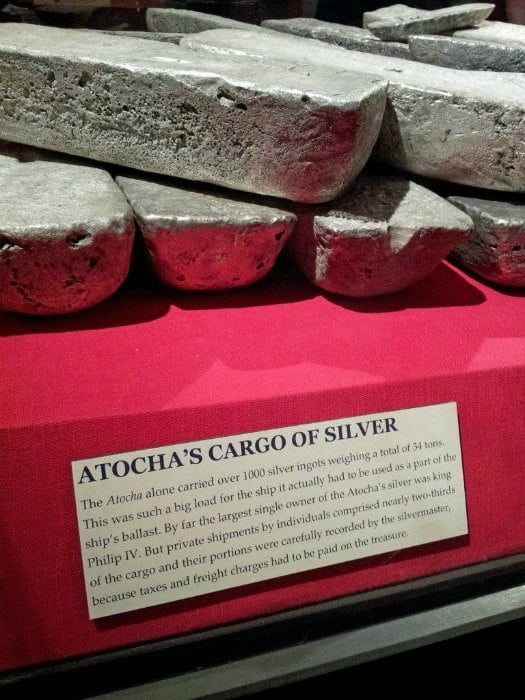 ATOCHA'S CARGO OF SILVER
The Atocha alone carried over 1000 silver ingots weighing a total of 34 tons.
This was such a big load for the ship it actually had to be used as a part of the
ship's ballast. By far the largest single owner of the Atocha's silver was king
Philip IV. But private shipments by individuals comprised nearly two-thirds
of the cargo and their portions were carefully recorded by the silvermaster,
because taxes and freight charges had to be paid on the treasure.